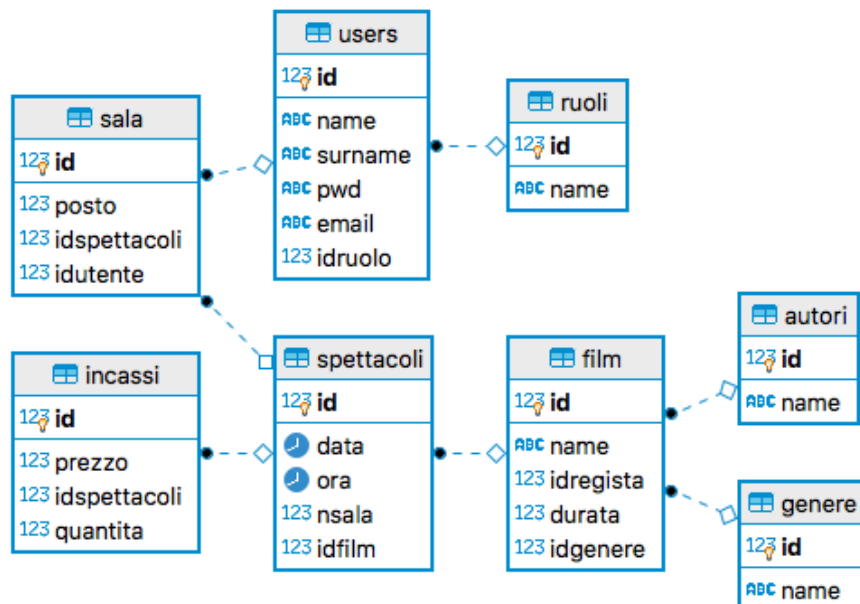 users
123 id
ABC name
ABC surname
ABC pwd
ABC email
123 idruolo
ruoli
123 id
ABC name
sala
123 id
123 posto
123 idspettacoli
123 idutente
incassi
123 id
123 prezzo
123 idspettacoli
123 quantita
spettacoli
123 id
data
ora
123 nsala
123 idfilm
film
123 id
ABC name
123 idregista
123 durata
123 idgenere
autori
123 id
ABC name
genere
123 id
ABC name